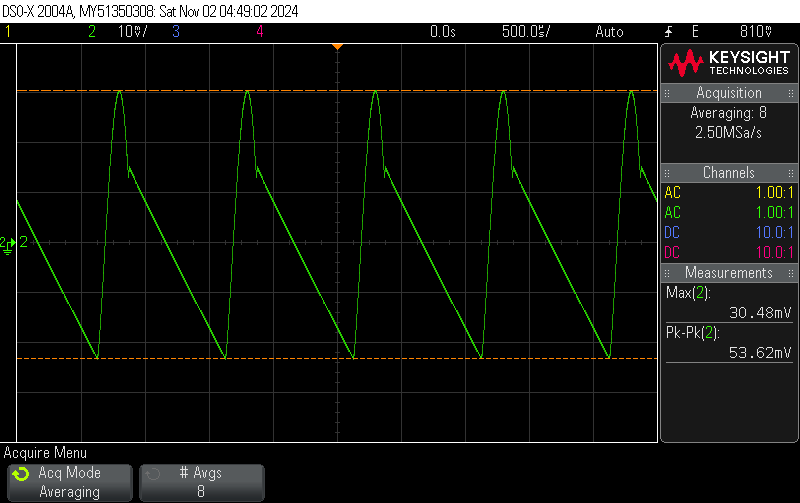 DSO-X 2004A, MY51350308: Sat Nov 02 04:49:02 2024
1 2 10mV/ 3 4 0.0s 500.0µs/ Auto E 810mV
KEYSIGHT
TECHNOLOGIES
Acquisition
Averaging: 8
2.50MSa/s
Channels
AC 1.00:1
AC 1.00:1
DC 10.0:1
DC 10.0:1
Measurements
Max(2):
30.48mV
Pk-Pk(2):
53.62mV
2 2
Acquire Menu
Acq Mode # Avgs
Averaging 8